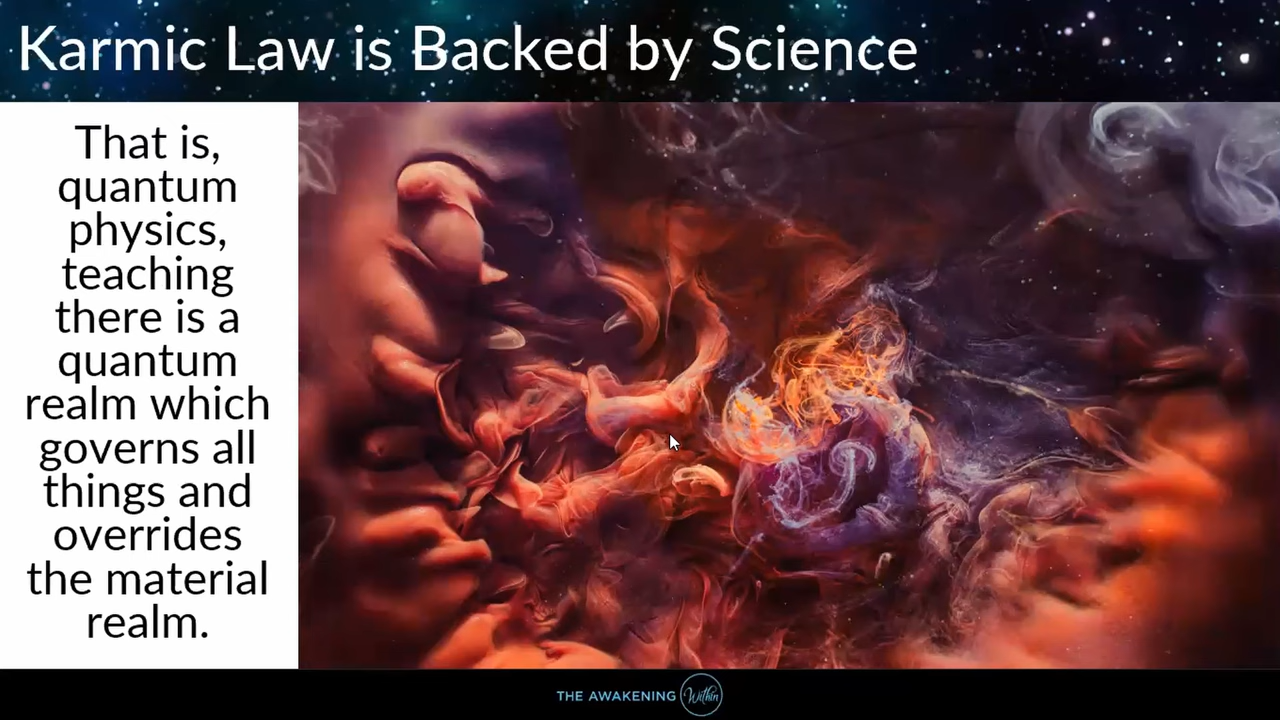 Karmic Law is Backed by Science
That is,
quantum
physics,
teaching
there is a
quantum
realm which
governs all
things and
overrides
the material
realm.
THE AWAKENING Within